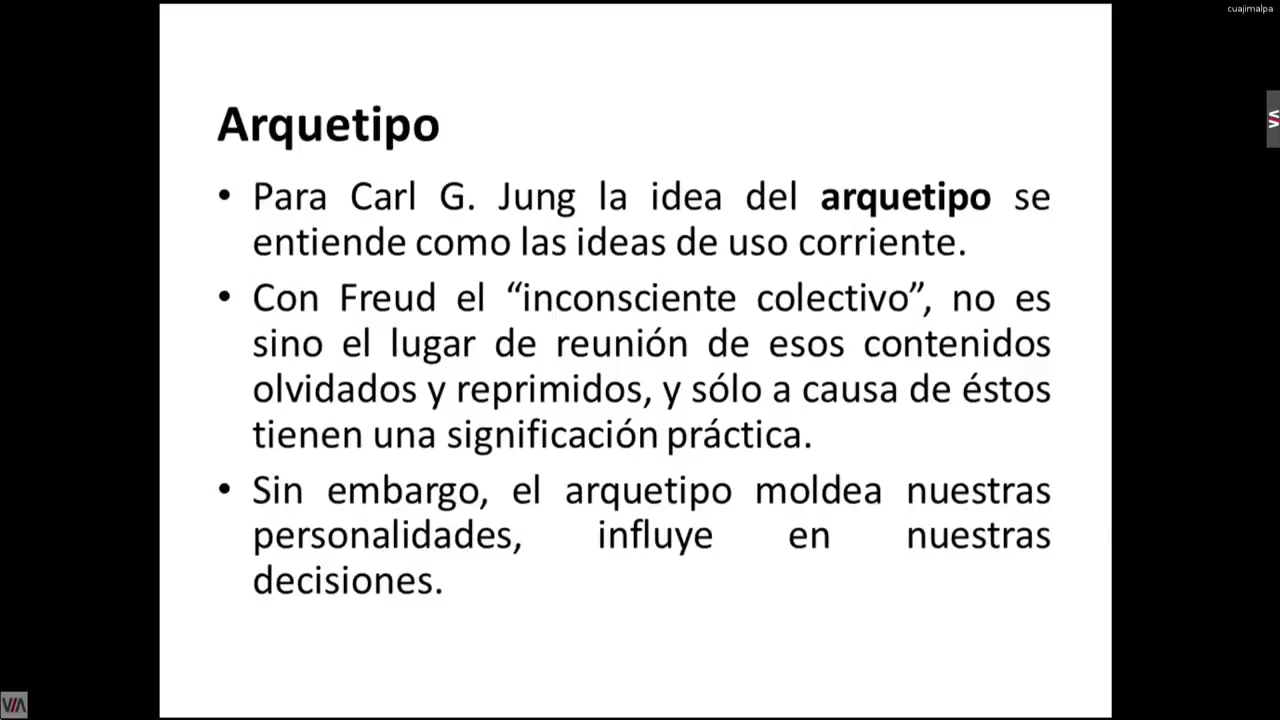 cuajimalpa
Arquetipo
• Para Carl G. Jung la idea del arquetipo se
entiende como las ideas de uso corriente.
• Con Freud el “inconsciente colectivo”, no es
sino el lugar de reunión de esos contenidos
olvidados y reprimidos, y sólo a causa de éstos
tienen una significación práctica.
• Sin embargo, el arquetipo moldea nuestras
personalidades, influye en nuestras
decisiones.
VIA